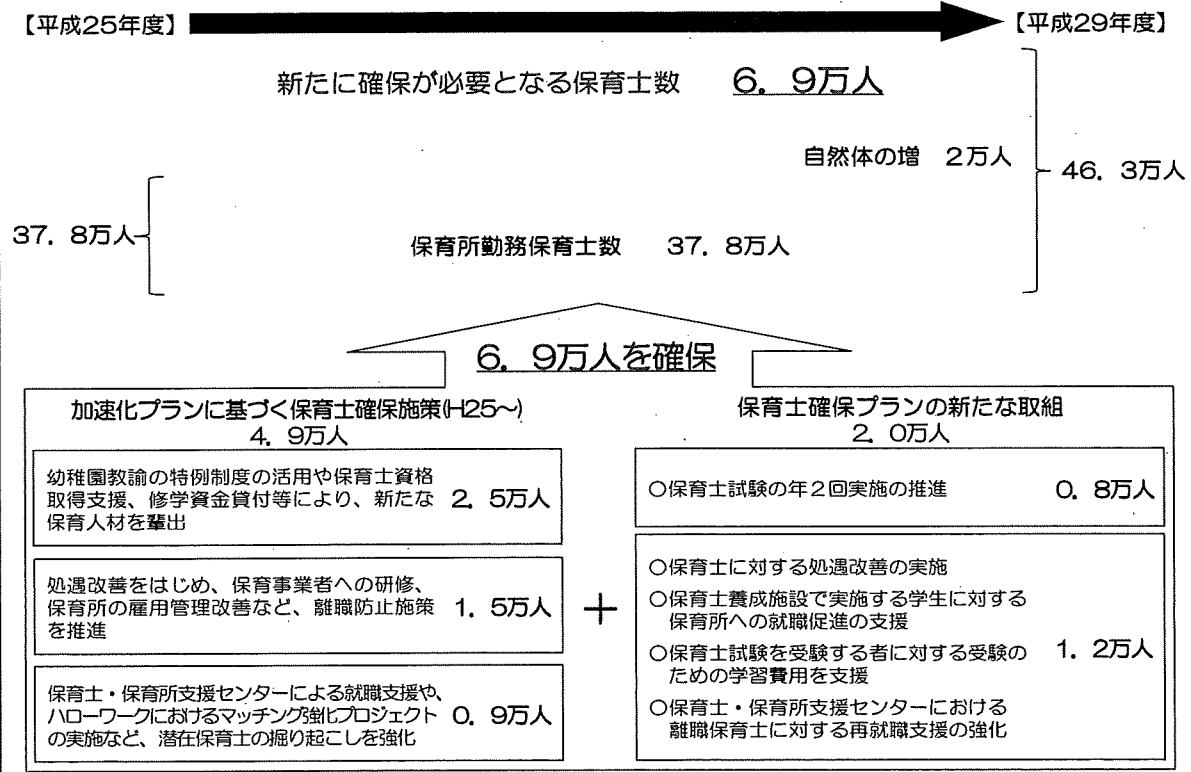 【平成25年度】
【平成29年度】
新たに確保が必要となる保育士数　6．9万人
自然体の増　2万人
46．3万人
37．8万人
保育所勤務保育士数　37．8万人
6．9万人を確保
加速化プランに基づく保育士確保施策(H25～)
4．9万人
幼稚園教諭の特例制度の活用や保育士資格
取得支援、修学資金貸付等により、新たな
保育人材を輩出
2．5万人
処遇改善をはじめ、保育事業者への研修、
保育所の雇用管理改善など、離職防止施策
を推進
1．5万人
保育士・保育所支援センターによる就職支援や、
ハローワークにおけるマッチング強化プロジェクト
の実施など、潜在保育士の掘り起こしを強化
0．9万人
＋
保育士確保プランの新たな取組
2．0万人
○保育士試験の年2回実施の推進
0．8万人
○保育士に対する処遇改善の実施
○保育士養成施設で実施する学生に対する
保育所への就職促進の支援
○保育士試験を受験する者に対する受験の
ための学習費用を支援
○保育士・保育所支援センターにおける
離職保育士に対する再就職支援の強化
1．2万人